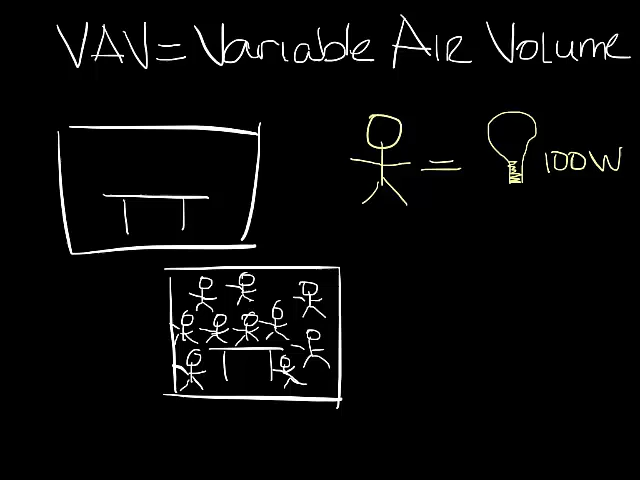 VAV = Variable Air Volume
= 100W